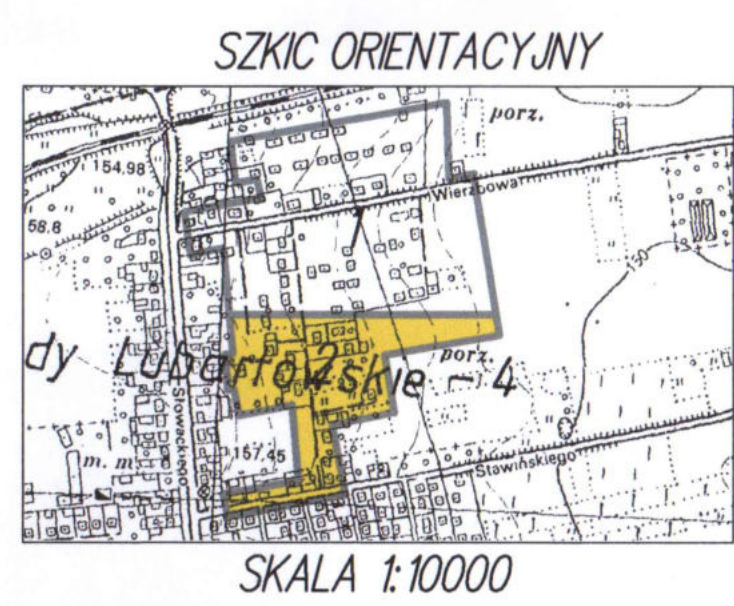 SZKIC ORIENTACYJNY
porz.
154.98
Wierzbowa
58.8
1
150
dy Lubartowskie - 4
2
porz.
Słowackiego
157.45
m. m.
Stawińskiego
SKALA 1:10000